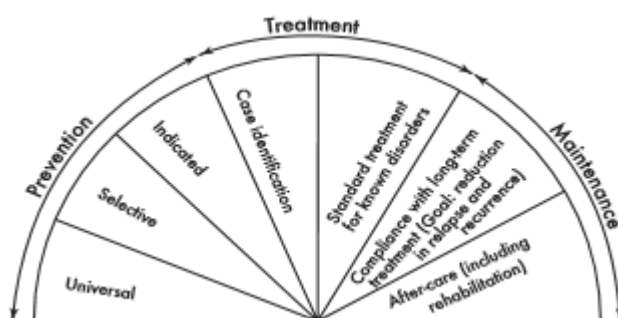 Treatment
Prevention
Maintenance
Universal
Selective
Indicated
Case identification
Standard treatment
for known disorders
Compliance with long-term
treatment (Goal: reduction
in relapse and
recurrence)
After-care (including
rehabilitation)